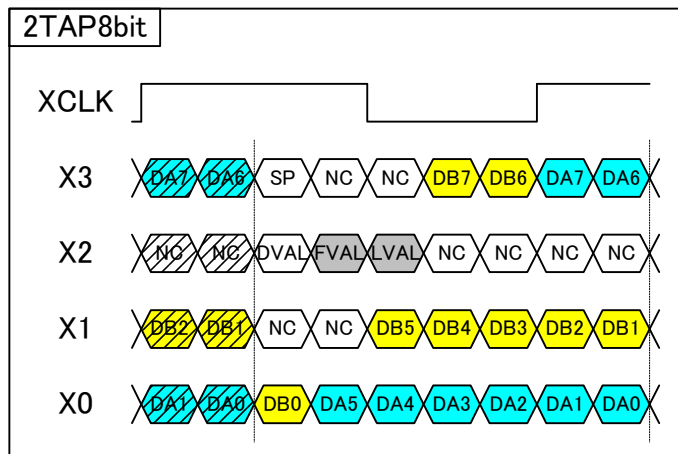 2TAP8bit
XCLK
X3 DA7 DA6 SP NC NC DB7 DB6 DA7 DA6
X2 NC NC DVAL FVAL LVAL NC NC NC NC
X1 DB2 DB1 NC NC DB5 DB4 DB3 DB2 DB1
X0 DA1 DA0 DB0 DA5 DA4 DA3 DA2 DA1 DA0